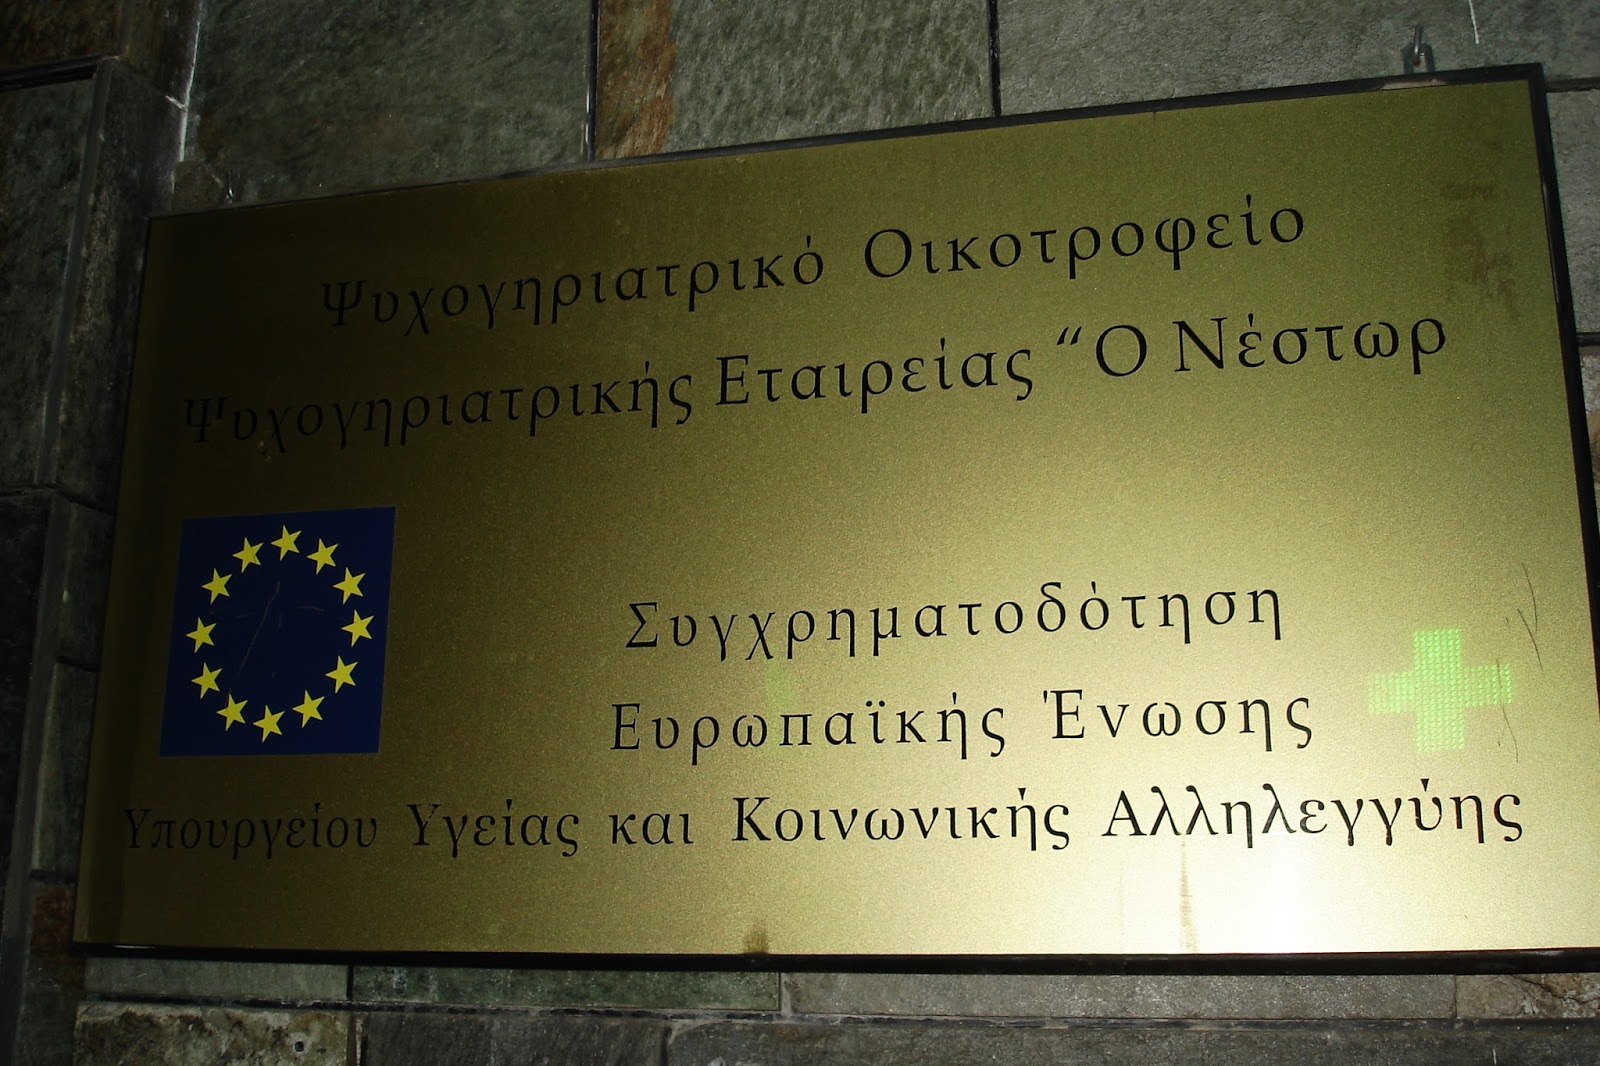 Ψυχογηριατρικό Οικοτροφείο
Ψυχογηριατρικής Εταιρείας “Ο Νέστωρ
Συγχρηματοδότηση
Ευρωπαϊκής Ένωσης
Υπουργείου Υγείας και Κοινωνικής Αλληλεγγύης